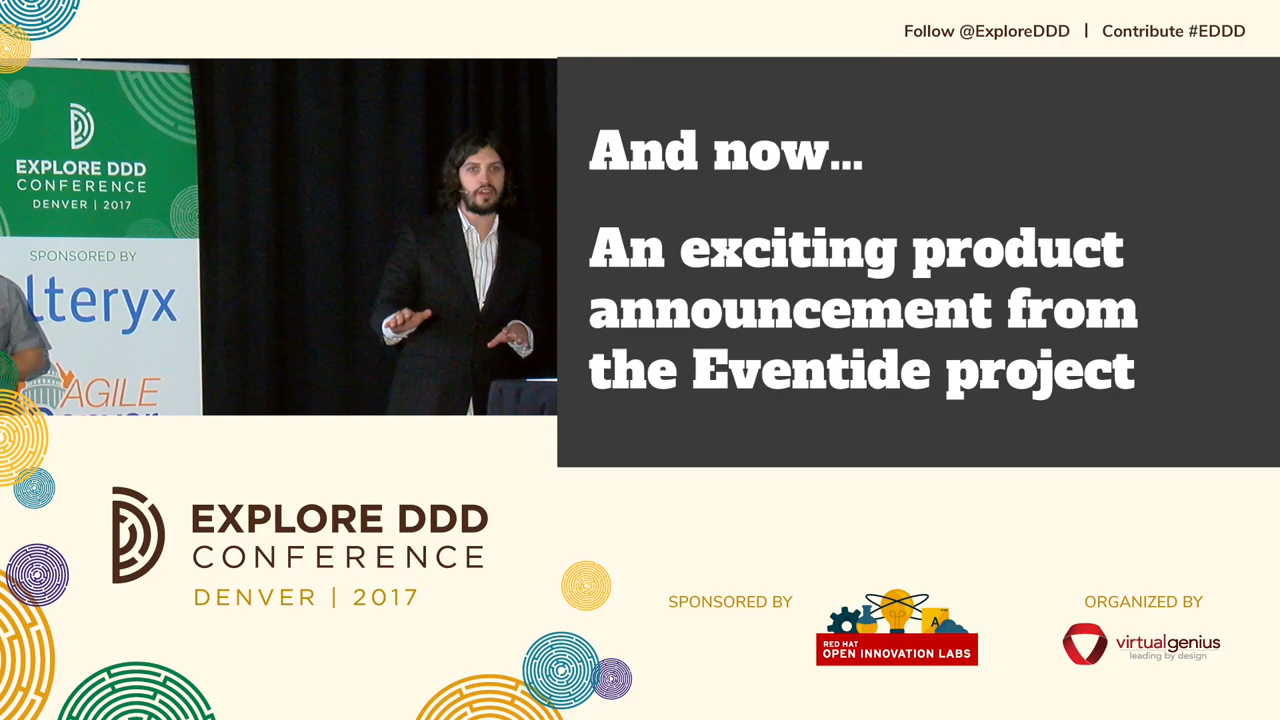 Follow @ExploreDDD | Contribute #EDDD
EXPLORE DDD
CONFERENCE
DENVER | 2017
SPONSORED BY
lteryx
AGILE
And now...
An exciting product
announcement from
the Eventide project
EXPLORE DDD
CONFERENCE
DENVER | 2017
SPONSORED BY
RED HAT
OPEN INNOVATION LABS
A
ORGANIZED BY
virtualgenius
leading by design